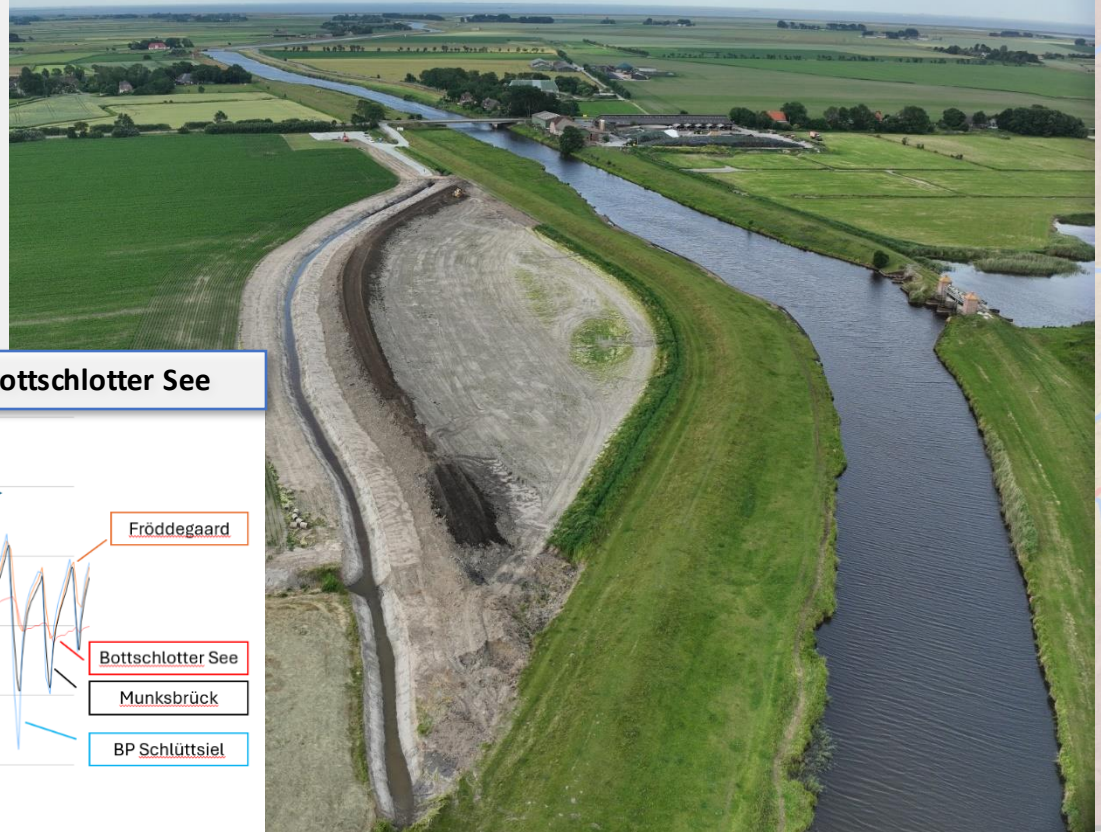 ottschlotter See
Fröddegaard
Bottschlotter See
Munksbrück
BP Schlüttsiel